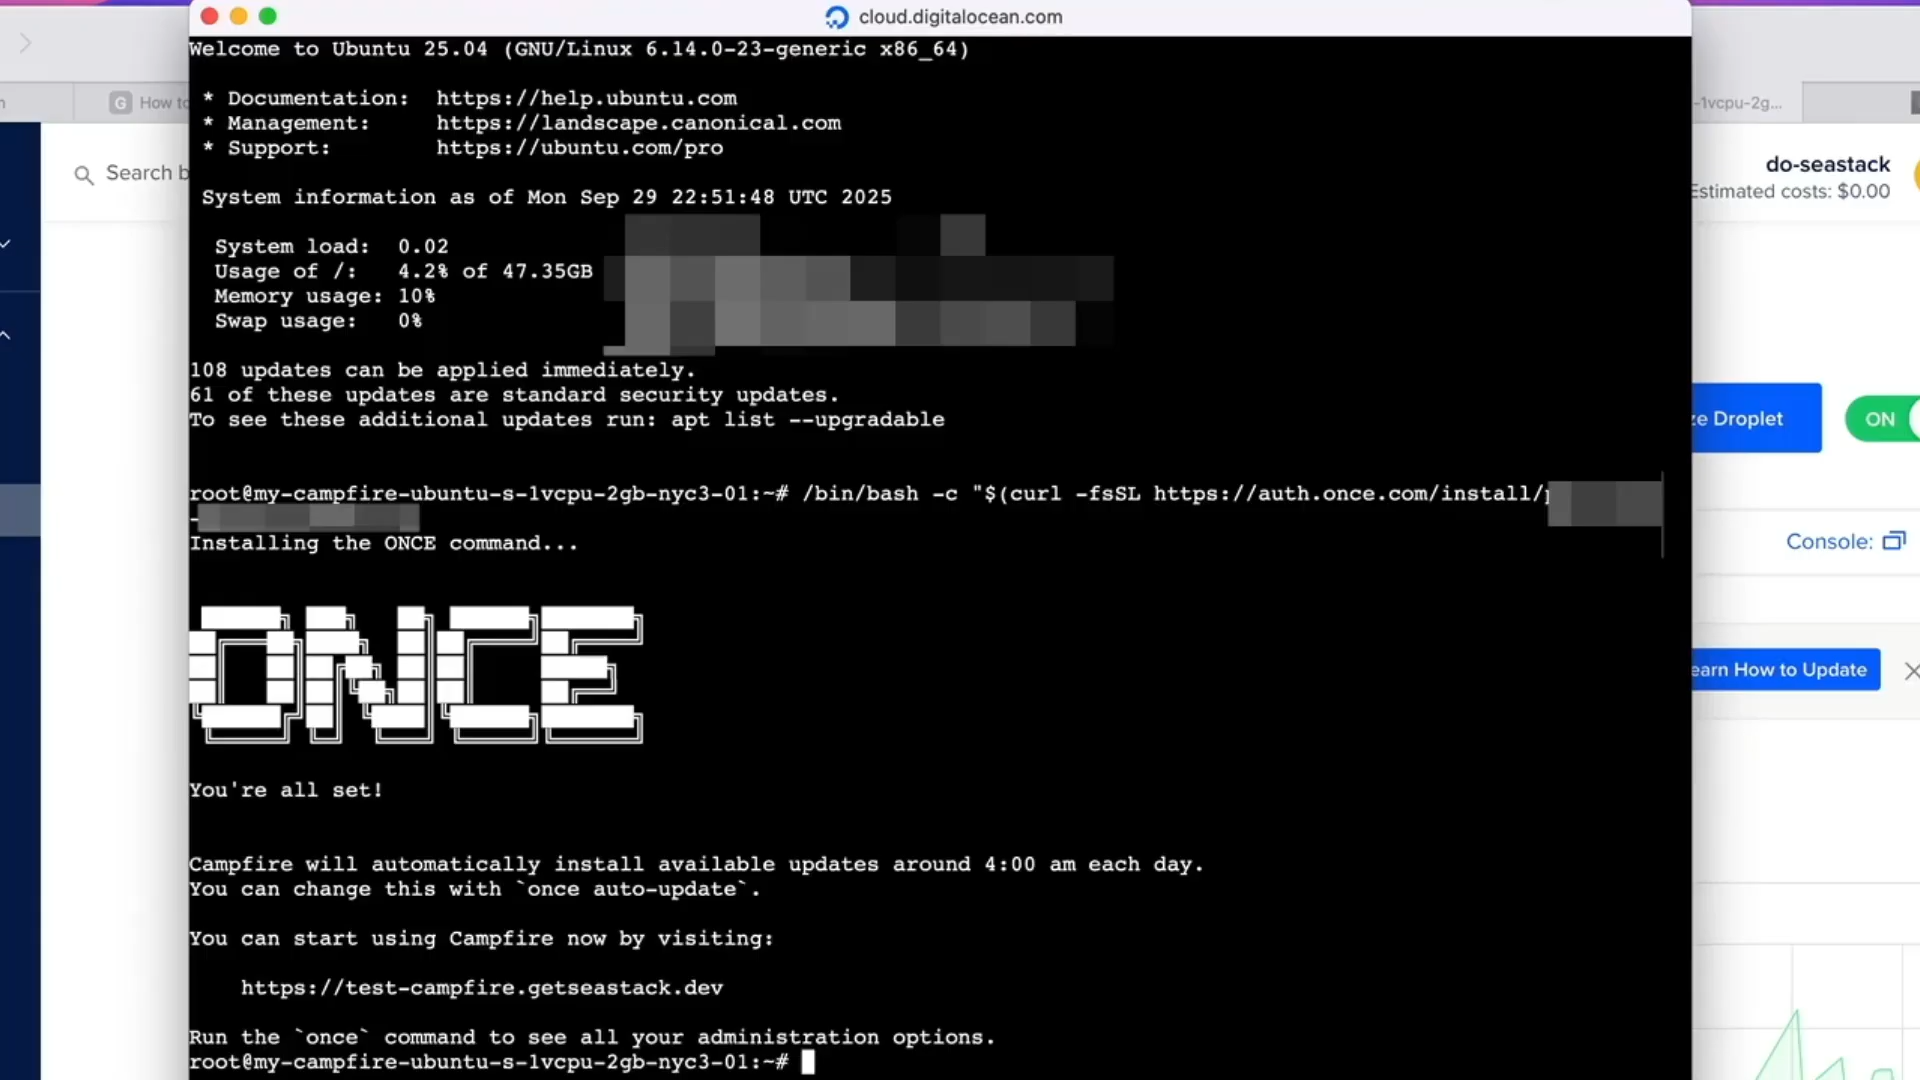 cloud.digitalocean.com
Welcome to Ubuntu 25.04 (GNU/Linux 6.14.0-23-generic x86_64)
* Documentation:  https://help.ubuntu.com
* Management:     https://landscape.canonical.com
* Support:        https://ubuntu.com/pro
System information as of Mon Sep 29 22:51:48 UTC 2025
System load:  0.02
Usage of /:   4.2% of 47.35GB
Memory usage: 10%
Swap usage:   0%
108 updates can be applied immediately.
61 of these updates are standard security updates.
To see these additional updates run: apt list --upgradable
root@my-campfire-ubuntu-s-1vcpu-2gb-nyc3-01:~# /bin/bash -c "$(curl -fsSL https://auth.once.com/install/
Installing the ONCE command...
ONCE
You're all set!
Campfire will automatically install available updates around 4:00 am each day.
You can change this with `once auto-update`.
You can start using Campfire now by visiting:
https://test-campfire.getseastack.dev
Run the `once` command to see all your administration options.
root@my-campfire-ubuntu-s-1vcpu-2gb-nyc3-01:~#
G How to
Search b
-1vcpu-2g...
do-seastack
Estimated costs: $0.00
ze Droplet
ON
Console:
earn How to Update